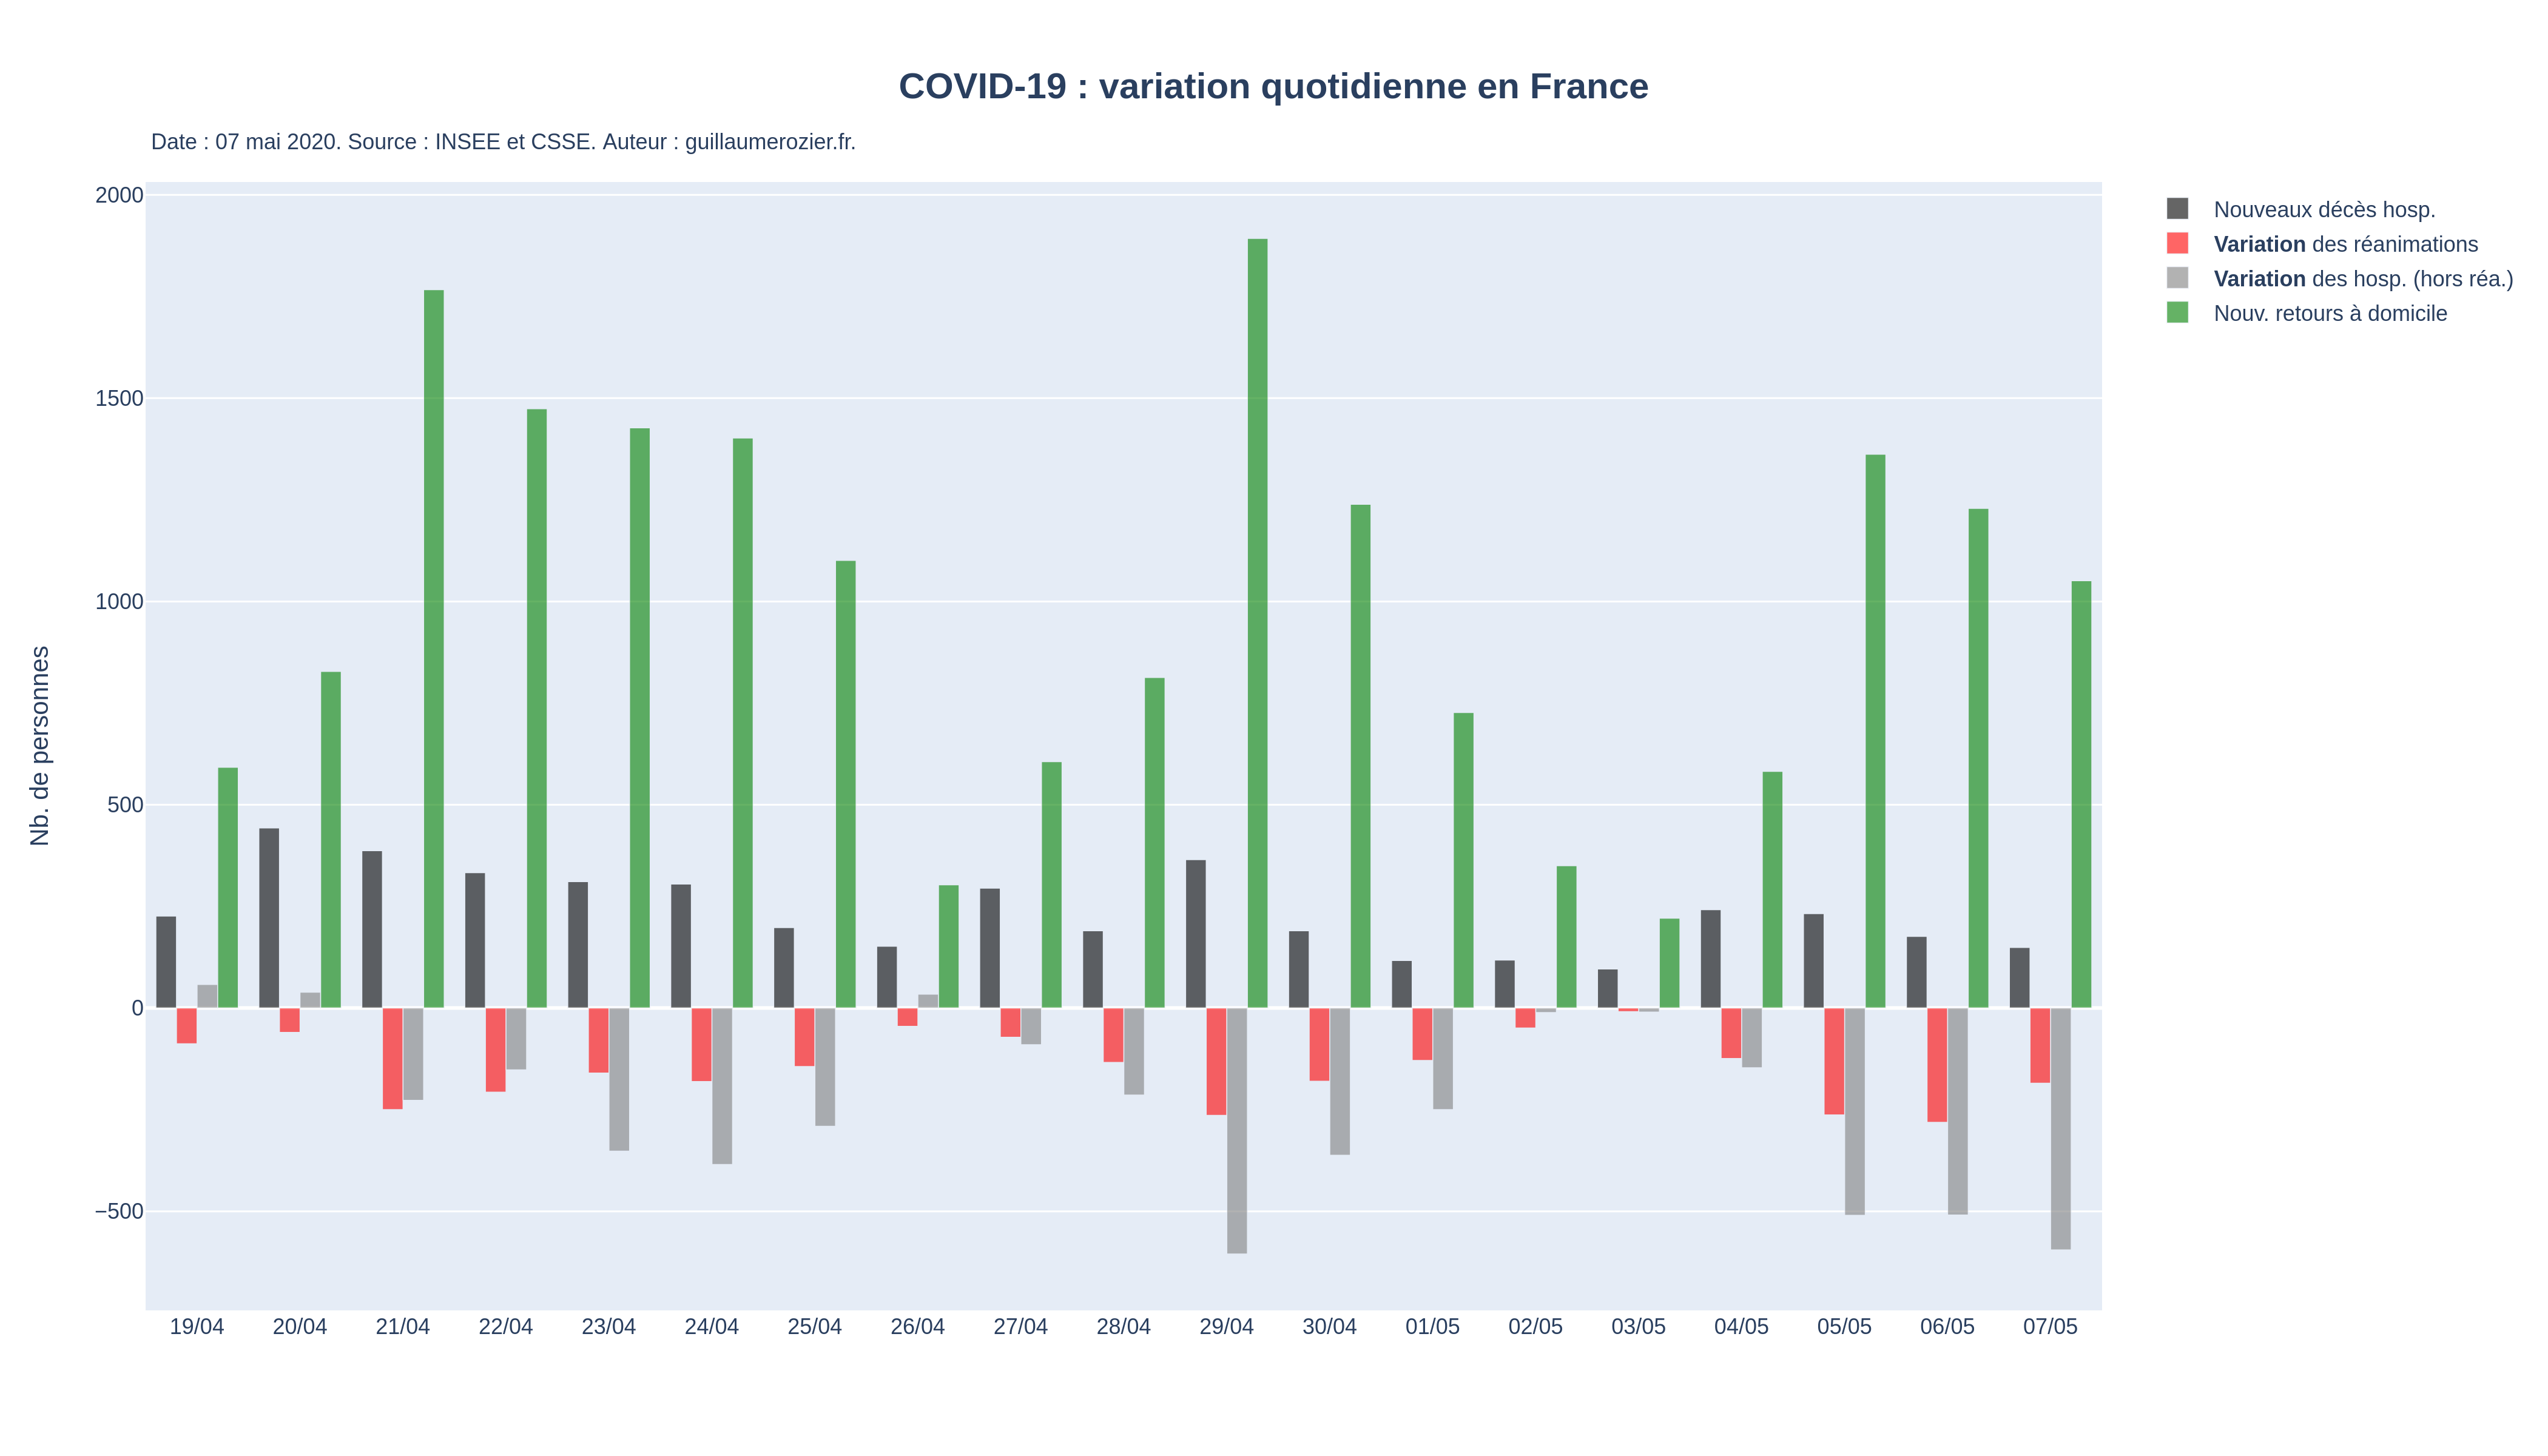 COVID-19 : variation quotidienne en France
Date : 07 mai 2020. Source : INSEE et CSSE. Auteur : guillaumerozier.fr.
Nb. de personnes
2000
1500
1000
500
0
−500
19/04 20/04 21/04 22/04 23/04 24/04 25/04 26/04 27/04 28/04 29/04 30/04 01/05 02/05 03/05 04/05 05/05 06/05 07/05
Nouveaux décès hosp.
Variation des réanimations
Variation des hosp. (hors réa.)
Nouv. retours à domicile